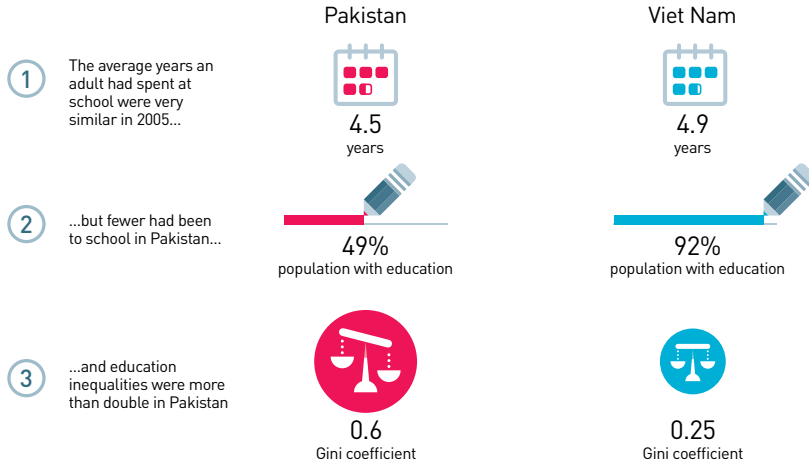 Pakistan
Viet Nam
1
The average years an
adult had spent at
school were very
similar in 2005...
4.5
years
4.9
years
2
...but fewer had been
to school in Pakistan...
49%
population with education
92%
population with education
3
...and education
inequalities were more
than double in Pakistan
0.6
Gini coefficient
0.25
Gini coefficient